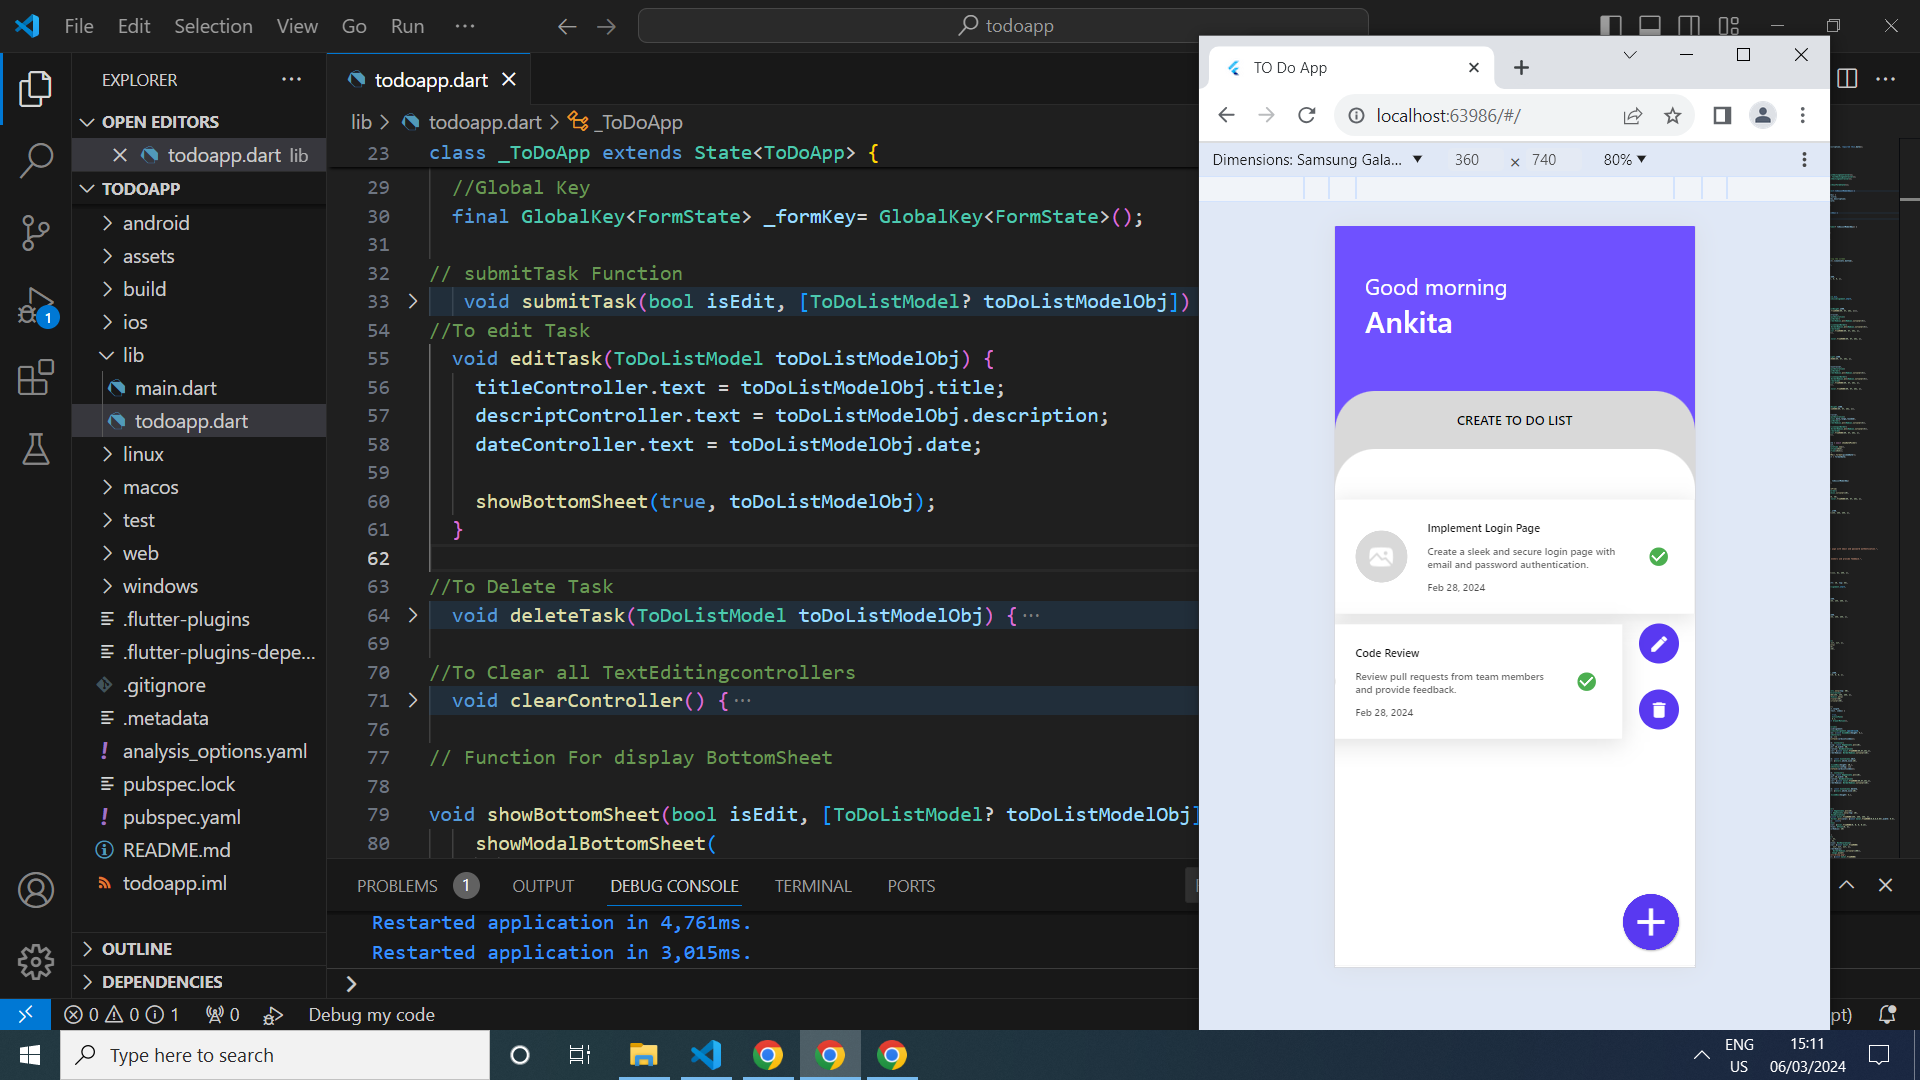 File Edit Selection View Go Run ···
todoapp
EXPLORER
OPEN EDITORS
todoapp.dart lib
TODOAPP
android
assets
build
ios
lib
main.dart
todoapp.dart
linux
macos
test
web
windows
.flutter-plugins
.flutter-plugins-depe...
.gitignore
.metadata
analysis_options.yaml
pubspec.lock
pubspec.yaml
README.md
todoapp.iml
OUTLINE
DEPENDENCIES
1
todoapp.dart
lib > todoapp.dart > _ToDoApp
23 class _ToDoApp extends State<ToDoApp> {
29 //Global Key
30 final GlobalKey<FormState> _formKey= GlobalKey<FormState>();
31
32 // submitTask Function
33 void submitTask(bool isEdit, [ToDoListModel? toDoListModelObj])
54 //To edit Task
55 void editTask(ToDoListModel toDoListModelObj) {
56 titleController.text = toDoListModelObj.title;
57 descriptController.text = toDoListModelObj.description;
58 dateController.text = toDoListModelObj.date;
59
60 showBottomSheet(true, toDoListModelObj);
61 }
62
63 //To Delete Task
64 void deleteTask(ToDoListModel toDoListModelObj) {···
69
70 //To Clear all TextEditingcontrollers
71 void clearController() {···
76
77 // Function For display BottomSheet
78
79 void showBottomSheet(bool isEdit, [ToDoListModel? toDoListModelObj]
80 showModalBottomSheet(
PROBLEMS 1 OUTPUT DEBUG CONSOLE TERMINAL PORTS
Restarted application in 4,761ms.
Restarted application in 3,015ms.
>
0 0 1 0 Debug my code
pt)
TO Do App
localhost:63986/#/
Dimensions: Samsung Gala... 360 × 740 80%
Good morning
Ankita
CREATE TO DO LIST
Implement Login Page
Create a sleek and secure login page with
email and password authentication.
Feb 28, 2024
Code Review
Review pull requests from team members
and provide feedback.
Feb 28, 2024
Type here to search
ENG
US
15:11
06/03/2024